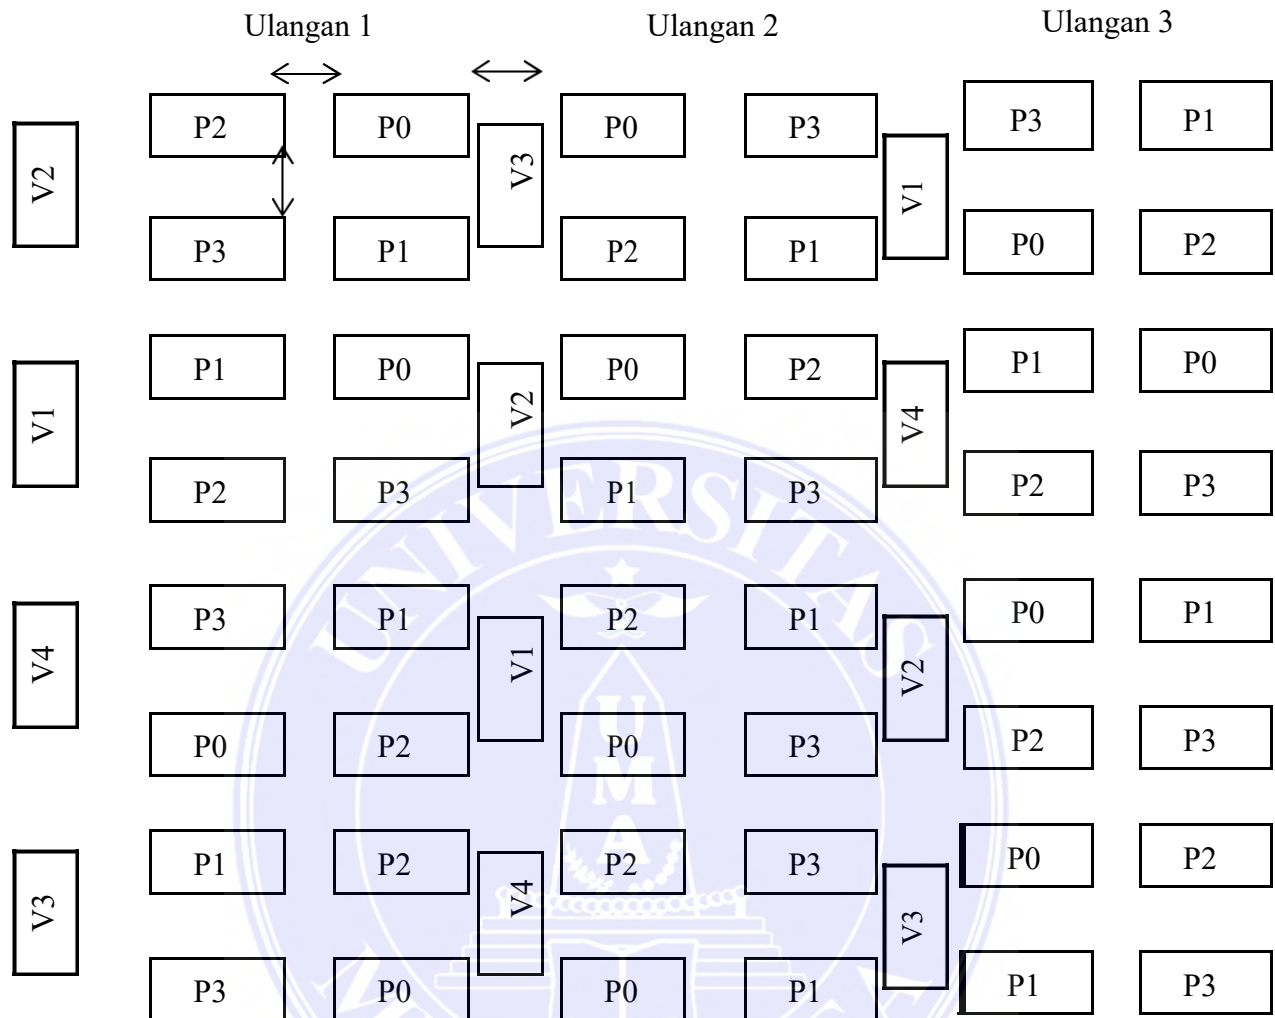 Ulangan 1 Ulangan 2 Ulangan 3
P2 P0 P0 P3 P3 P1
V2 V3 V1
P3 P1 P2 P1 P0 P2
P1 P0 P0 P2 P1 P0
V1 V2 V4
P2 P3 P1 P3 P2 P3
P3 P1 P2 P1 P0 P1
V4 V1 V2
P0 P2 P0 P3 P2 P3
P1 P2 P2 P3 P0 P2
V3 V4 V3
P3 P0 P0 P1 P1 P3
UNIVERSITAS
U
M
A